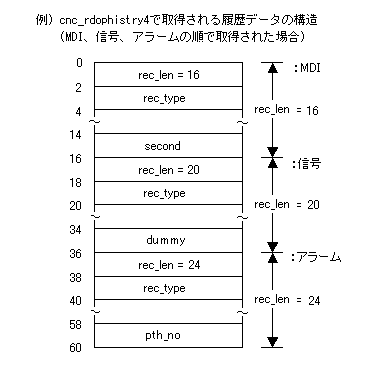 例）cnc_rdophistry4で取得される履歴データの構造
（MDI、信号、アラームの順で取得された場合）
0
：MDI
rec_len = 16
2
rec_type
4
rec_len = 16
14
second
16
：信号
rec_len = 20
18
rec_type
20
rec_len = 20
34
dummy
36
：アラーム
rec_len = 24
38
rec_type
40
rec_len = 24
58
pth_no
60